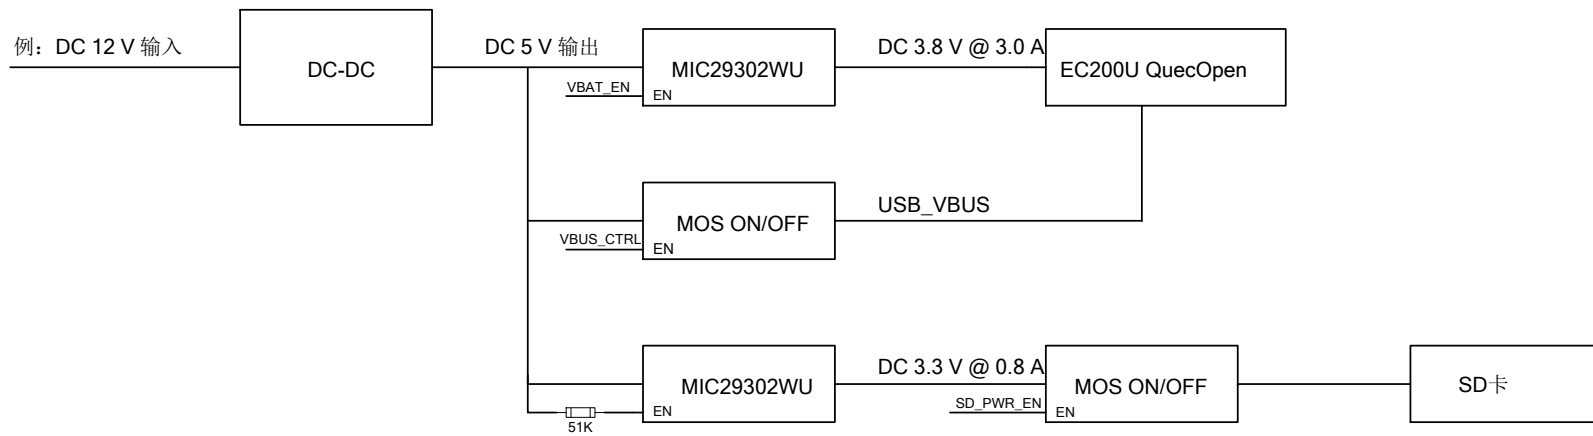 例：DC 12 V 输入
DC-DC
DC 5 V 输出
VBAT_EN
MIC29302WU
EN
DC 3.8 V @ 3.0 A
EC200U QuecOpen
VBUS_CTRL
MOS ON/OFF
EN
USB_VBUS
MIC29302WU
EN
51K
DC 3.3 V @ 0.8 A
SD_PWR_EN
MOS ON/OFF
EN
SD卡